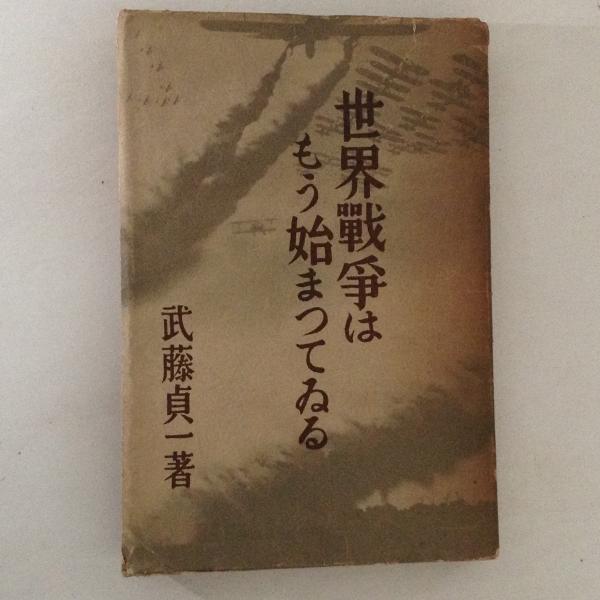 世界戰爭は
もう始まつてゐる
武藤貞一著